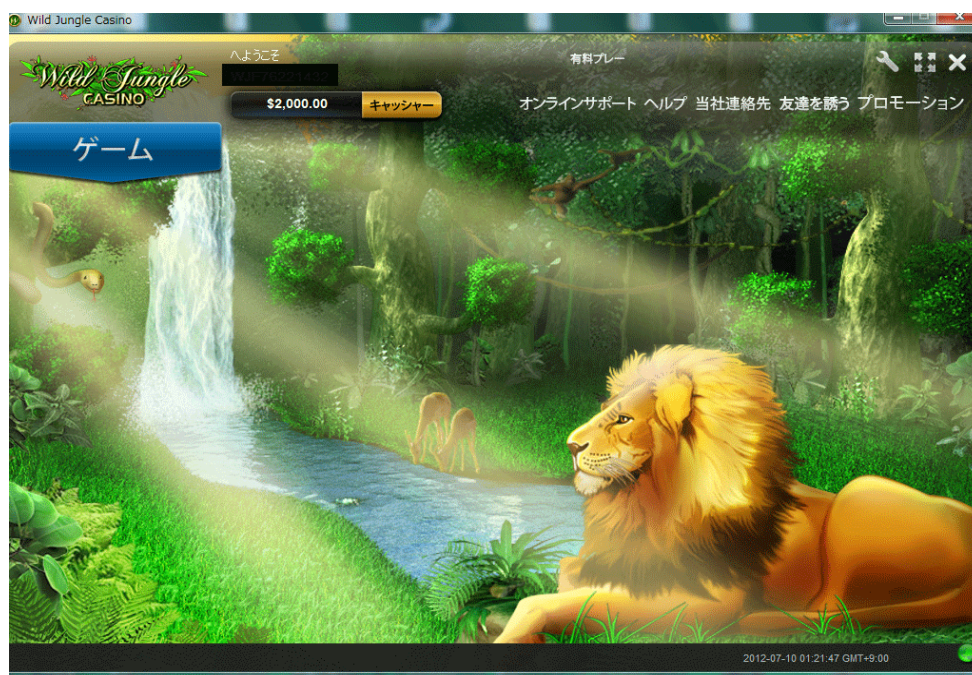 Wild Jungle Casino
Wild Jungle
CASINO
へようこそ
有料プレー
$2,000.00
キャッシャー
オンラインサポート ヘルプ 当社連絡先 友達を誘う プロモーション
ゲーム
2012-07-10 01:21:47 GMT+9:00